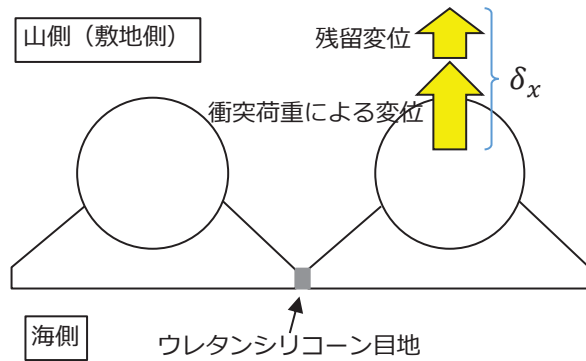 山側（敷地側）
残留変位
衝突荷重による変位
δx
海側
ウレタンシリコーン目地